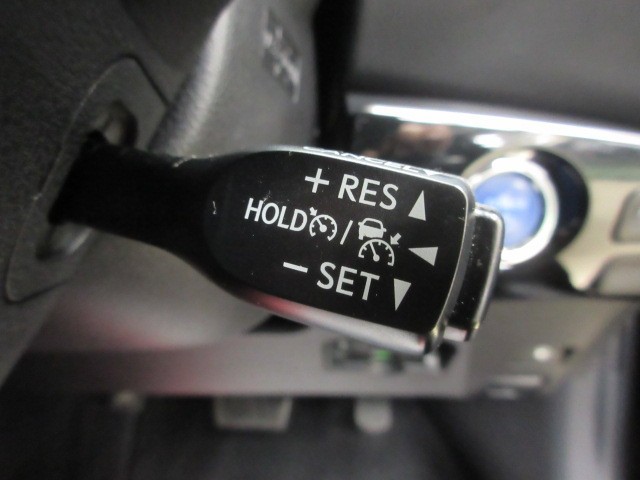 + RES ▲
HOLD / ◀
− SET ▼